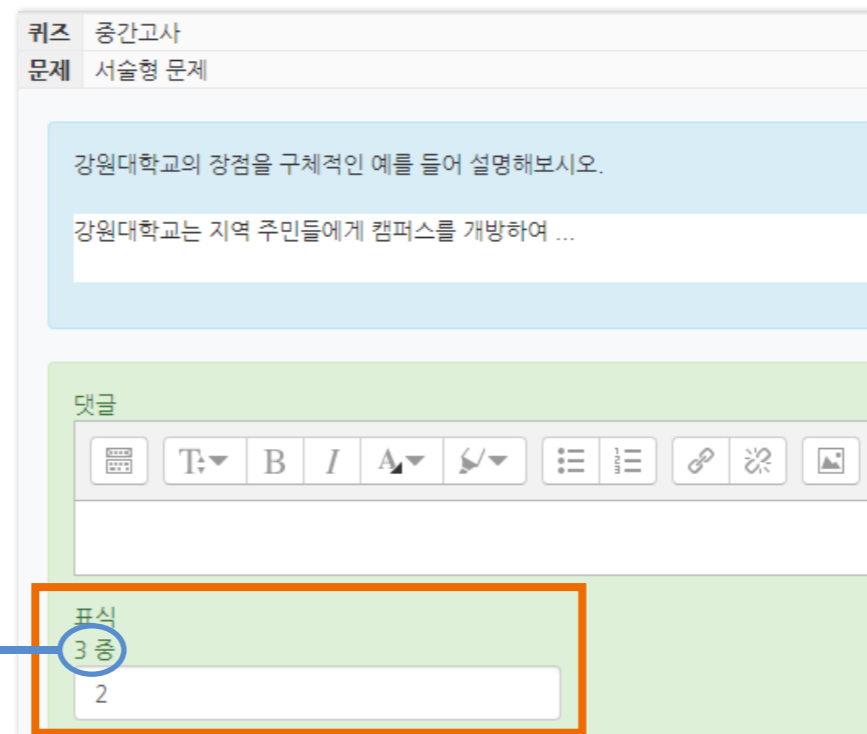 퀴즈 중간고사
문제 서술형 문제
강원대학교의 장점을 구체적인 예를 들어 설명해보시오.
강원대학교는 지역 주민들에게 캠퍼스를 개방하여 ...
댓글
표식
3 중
2